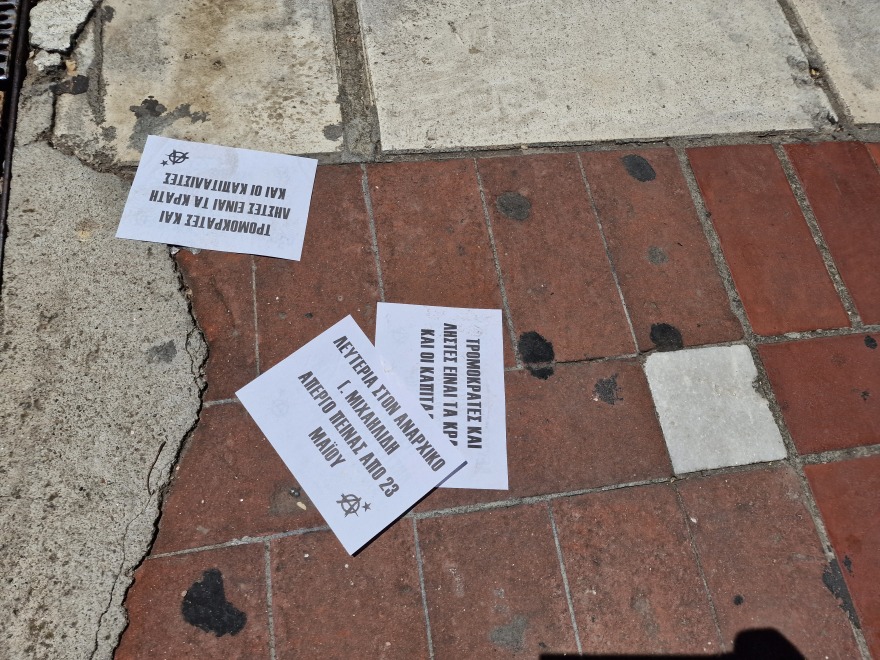 ΤΡΟΜΟΚΡΑΤΕΣ ΚΑΙ
ΛΗΣΤΕΣ ΕΙΝΑΙ ΤΑ ΚΡΑΤΗ
ΚΑΙ ΟΙ ΚΑΠΙΤΑΛΙΣΤΕΣ
ΤΡΟΜΟΚΡΑΤΕΣ ΚΑΙ
ΛΗΣΤΕΣ ΕΙΝΑΙ ΤΑ ΚΡΑ
ΚΑΙ ΟΙ ΚΑΠΙΤΑ
ΛΕΥΤΕΡΙΑ ΣΤΟΝ ΑΝΑΡΧΙΚΟ
Γ. ΜΙΧΑΗΛΙΔΗ
ΑΠΕΡΓΟ ΠΕΙΝΑΣ ΑΠΟ 23
ΜΑΪΟΥ